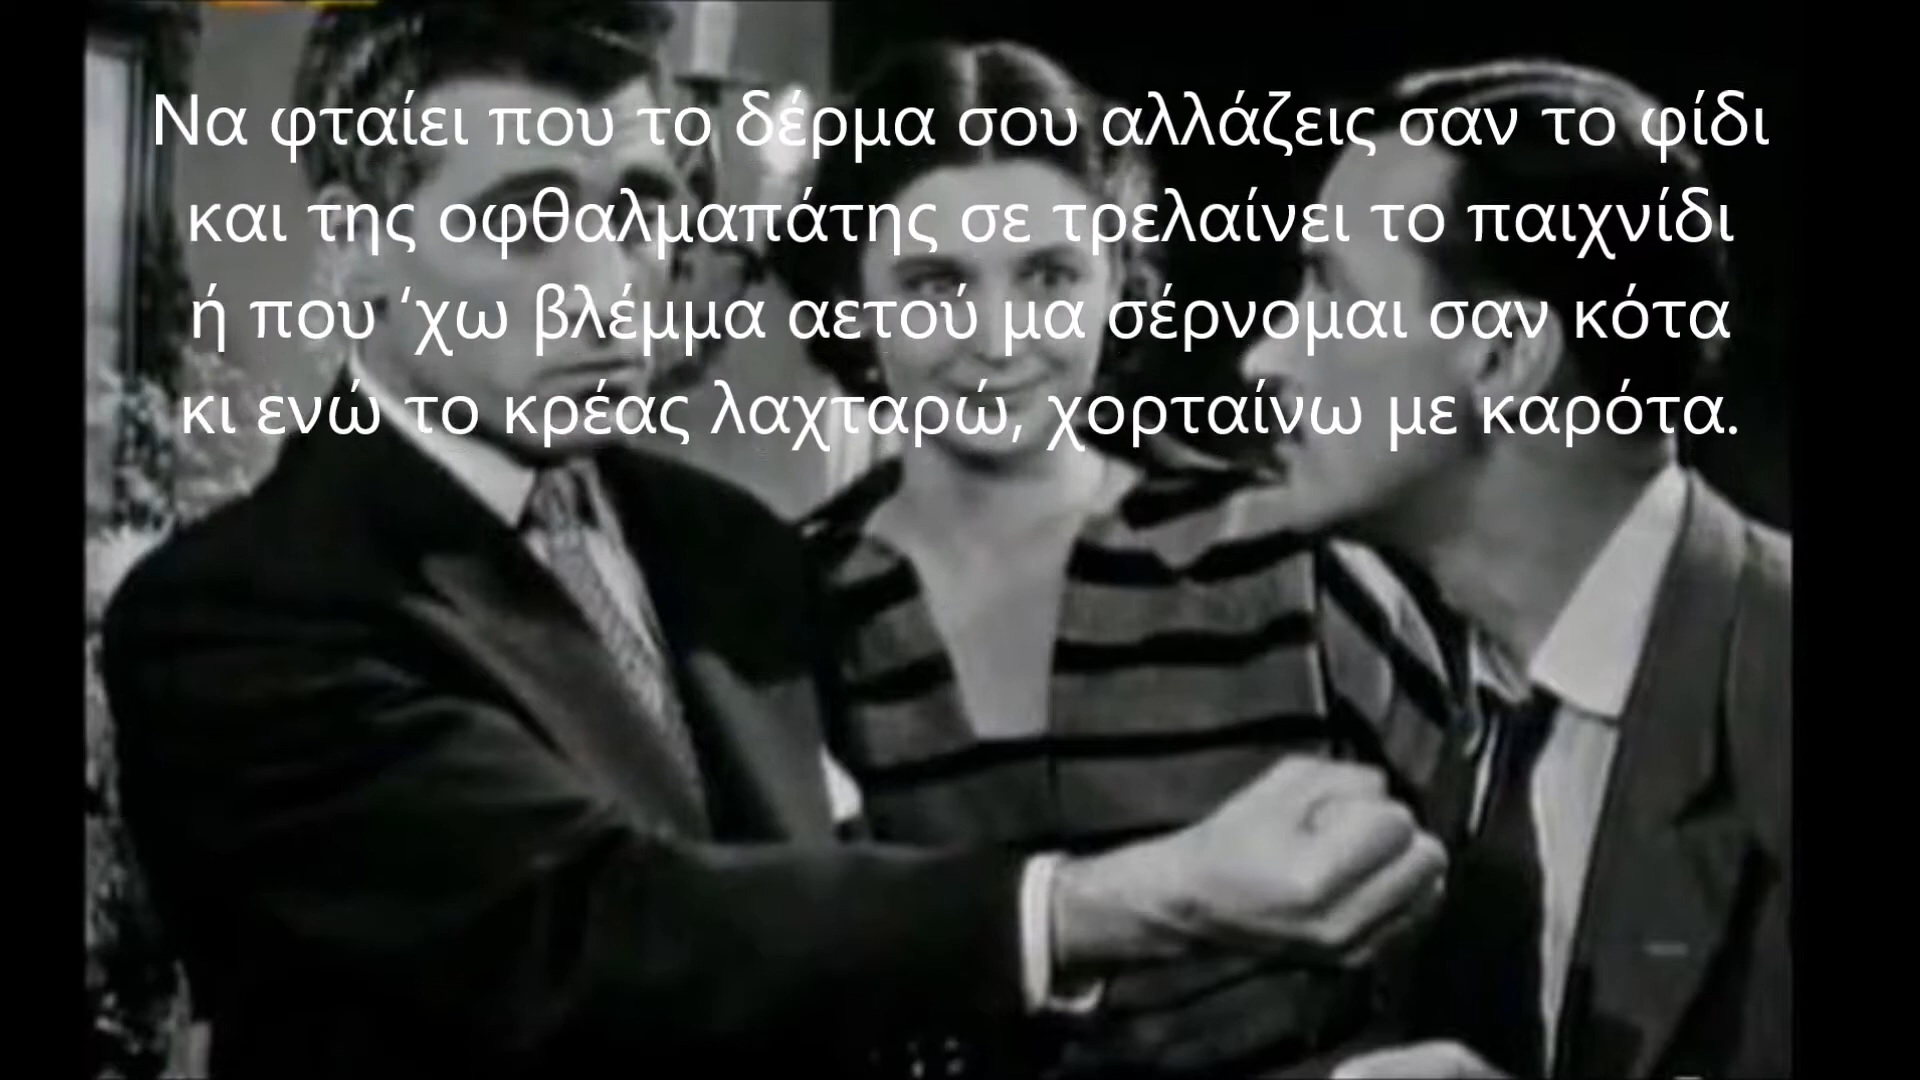 Να φταίει που το δέρμα σου αλλάζεις σαν το φίδι
και της οφθαλμαπάτης σε τρελαίνει το παιχνίδι
ή που ‘χω βλέμμα αετού μα σέρνομαι σαν κότα
κι ενώ το κρέας λαχταρώ, χορταίνω με καρότα.